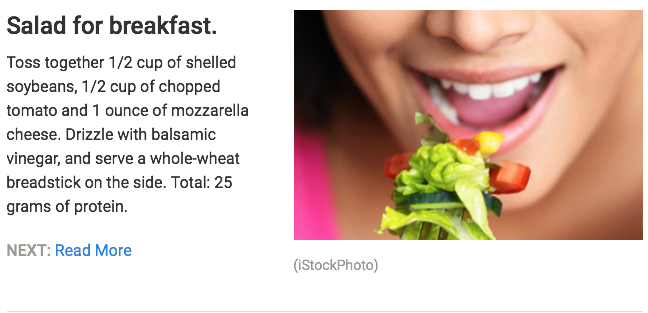 Salad for breakfast.
Toss together 1/2 cup of shelled
soybeans, 1/2 cup of chopped
tomato and 1 ounce of mozzarella
cheese. Drizzle with balsamic
vinegar, and serve a whole-wheat
breadstick on the side. Total: 25
grams of protein.
NEXT: Read More
(iStockPhoto)